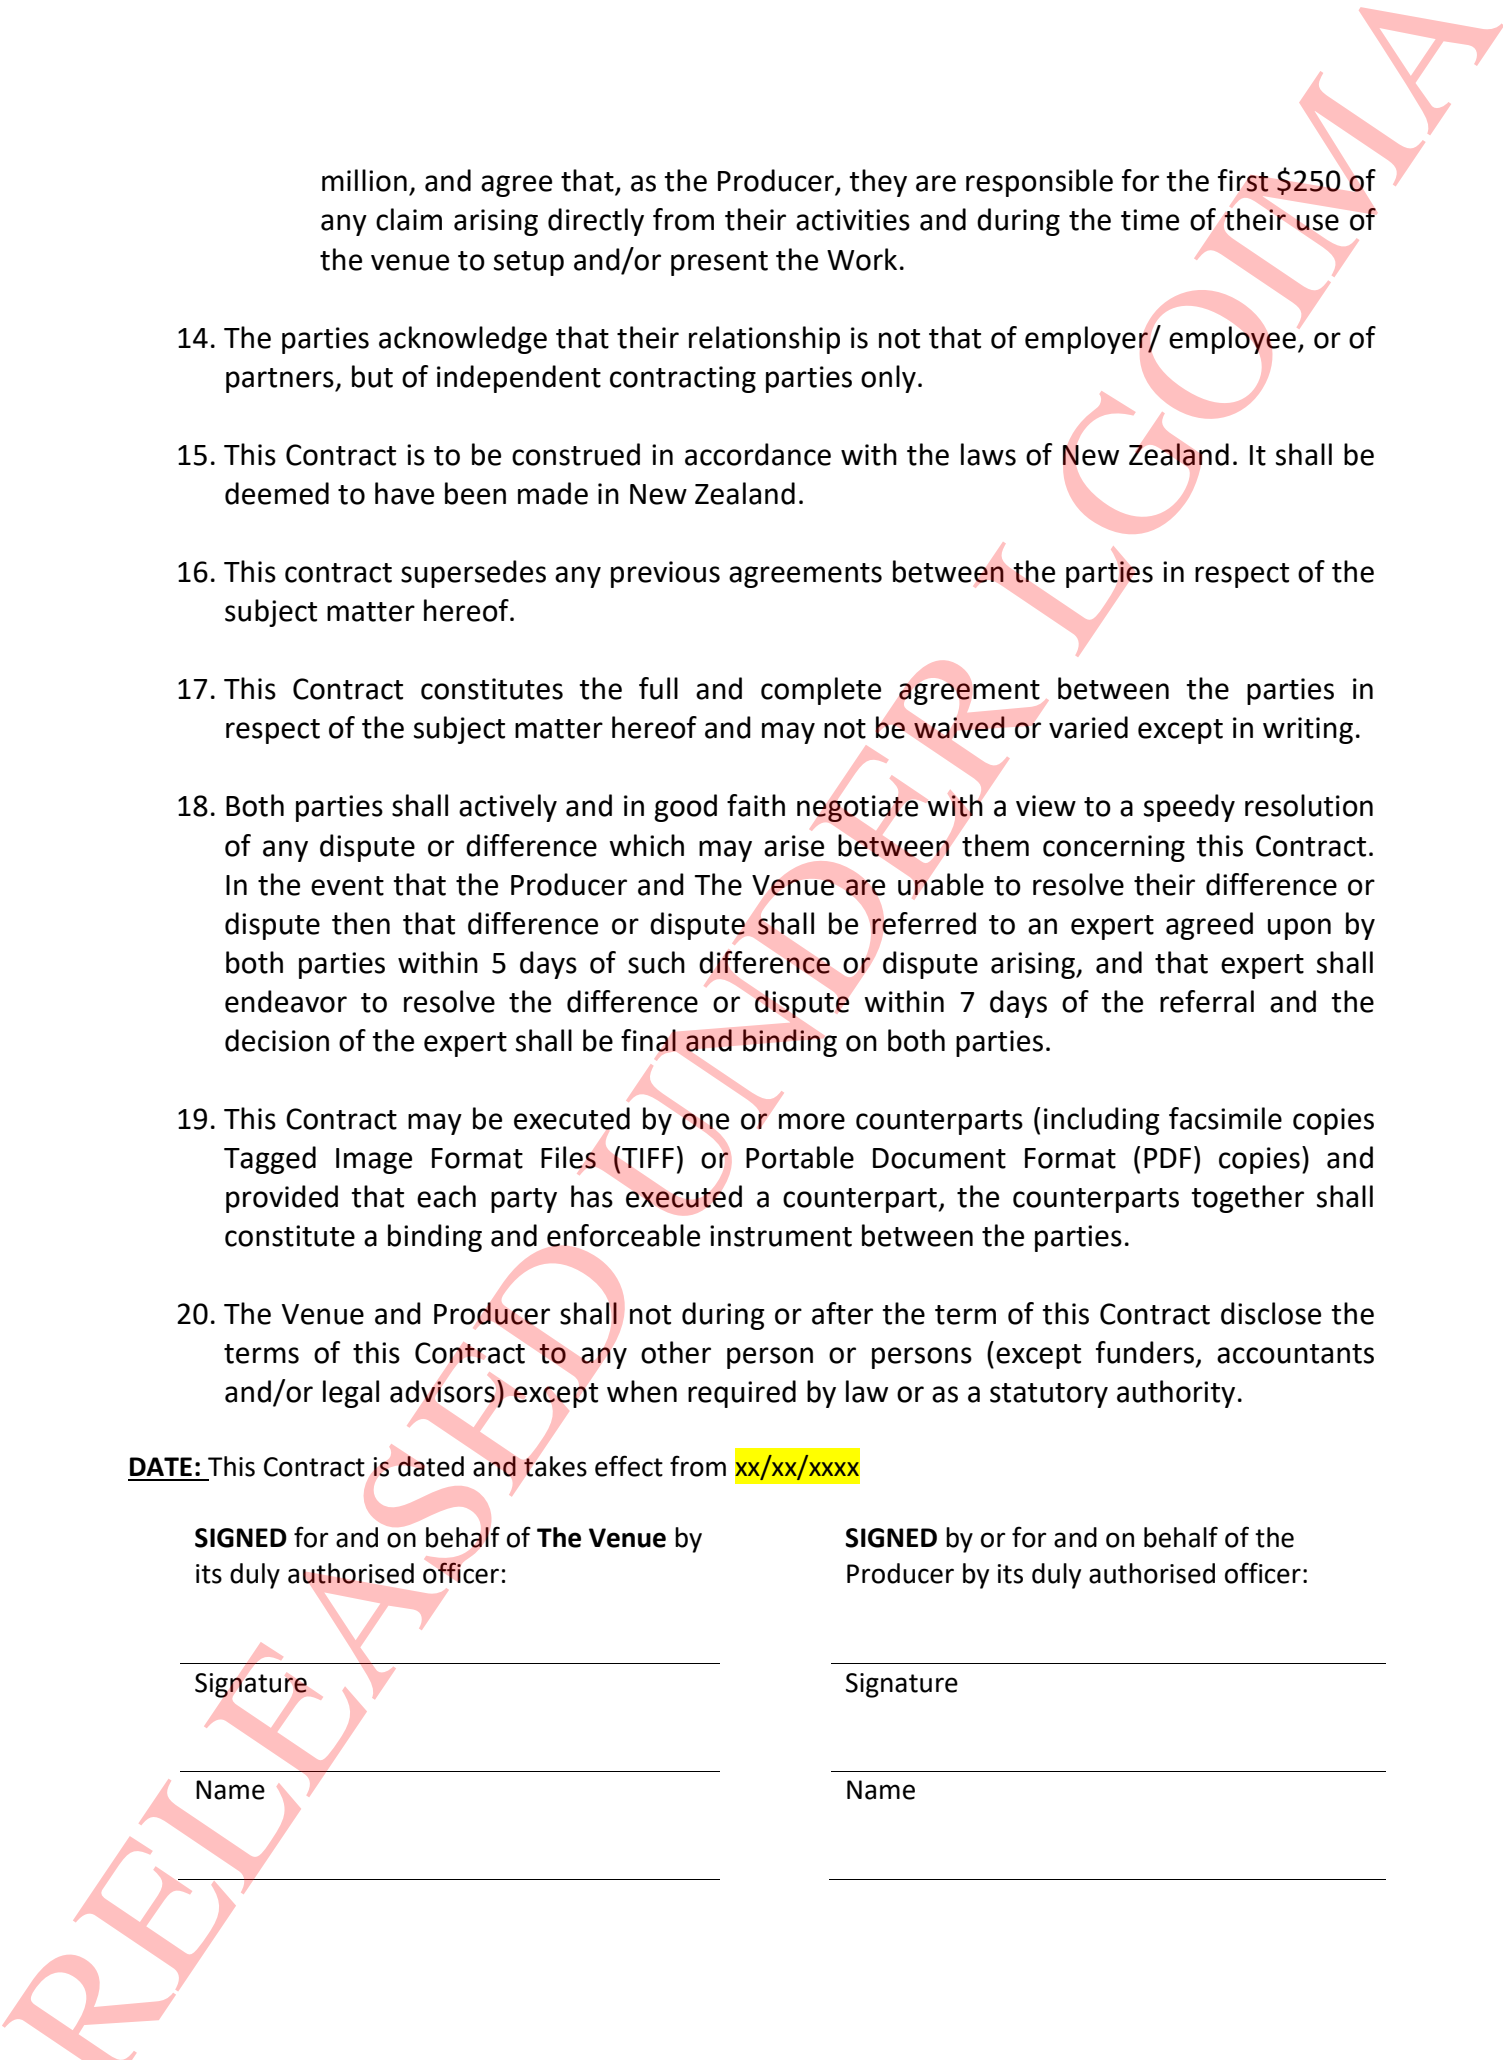 million, and agree that, as the Producer, they are responsible for the first $250 of
any claim arising directly from their activities and during the time of their use of
the venue to setup and/or present the Work.
14. The parties acknowledge that their relationship is not that of employer/ employee, or of
partners, but of independent contracting parties only.
15. This Contract is to be construed in accordance with the laws of New Zealand. It shall be
deemed to have been made in New Zealand.
16. This contract supersedes any previous agreements between the parties in respect of the
subject matter hereof.
17. This Contract constitutes the full and complete agreement between the parties in
respect of the subject matter hereof and may not be waived or varied except in writing.
18. Both parties shall actively and in good faith negotiate with a view to a speedy resolution
of any dispute or difference which may arise between them concerning this Contract.
In the event that the Producer and The Venue are unable to resolve their difference or
dispute then that difference or dispute shall be referred to an expert agreed upon by
both parties within 5 days of such difference or dispute arising, and that expert shall
endeavor to resolve the difference or dispute within 7 days of the referral and the
decision of the expert shall be final and binding on both parties.
19. This Contract may be executed by one or more counterparts (including facsimile copies
Tagged Image Format Files (TIFF) or Portable Document Format (PDF) copies) and
provided that each party has executed a counterpart, the counterparts together shall
constitute a binding and enforceable instrument between the parties.
20. The Venue and Producer shall not during or after the term of this Contract disclose the
terms of this Contract to any other person or persons (except funders, accountants
and/or legal advisors) except when required by law or as a statutory authority.
DATE: This Contract is dated and takes effect from xx/xx/xxxx
SIGNED for and on behalf of The Venue by
its duly authorised officer:
Signature
Name
SIGNED by or for and on behalf of the
Producer by its duly authorised officer:
Signature
Name
RELEASED UNDER LGOIMA